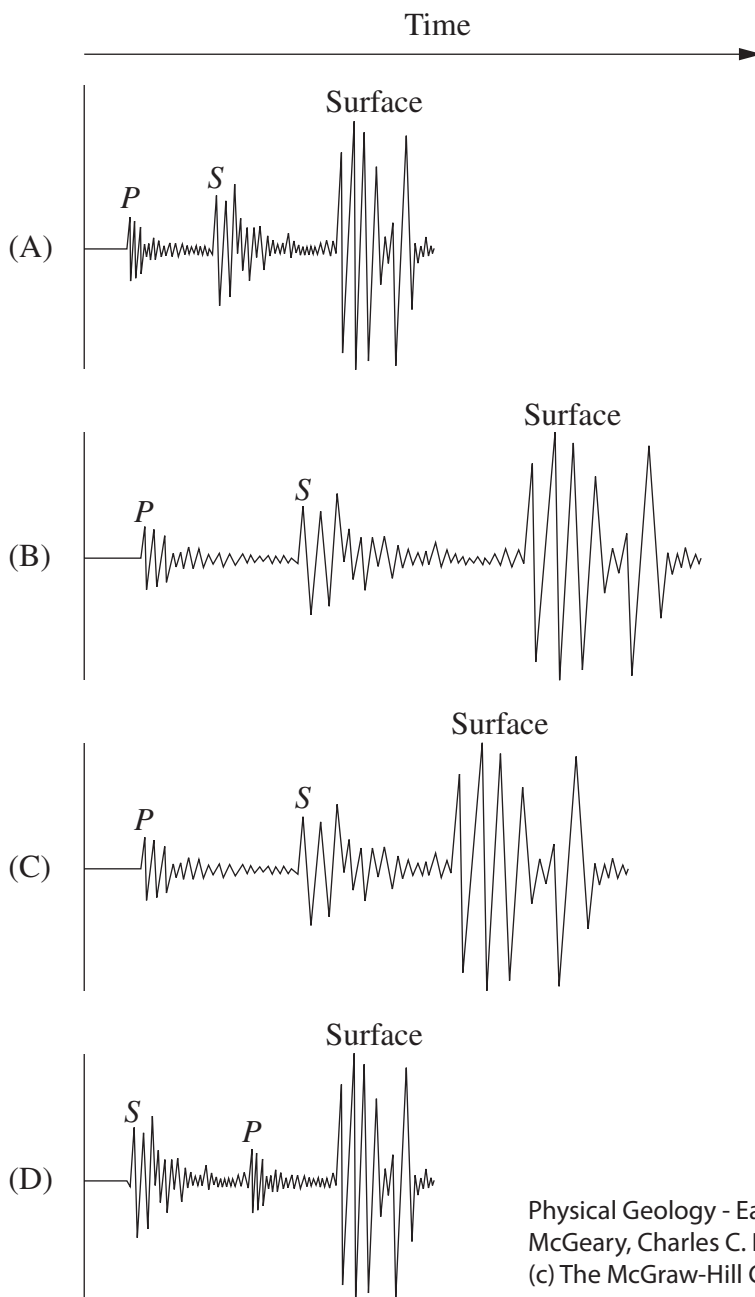 Time
Surface
P
S
(A)
Surface
P
S
(B)
Surface
P
S
(C)
Surface
S
P
(D)
Physical Geology - Ea
McGeary, Charles C.
(c) The McGraw-Hill